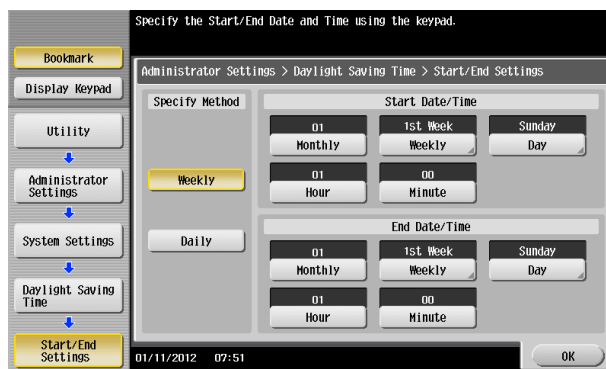 Specify the Start/End Date and Time using the keypad.
Bookmark
Display Keypad
Utility
Administrator
Settings
System Settings
Daylight Saving
Time
Start/End
Settings
Administrator Settings > Daylight Saving Time > Start/End Settings
Specify Method
Weekly
Daily
Start Date/Time
01
Monthly
1st Week
Weekly
Sunday
Day
01
Hour
00
Minute
End Date/Time
01
Monthly
1st Week
Weekly
Sunday
Day
01
Hour
00
Minute
01/11/2012 07:51
OK